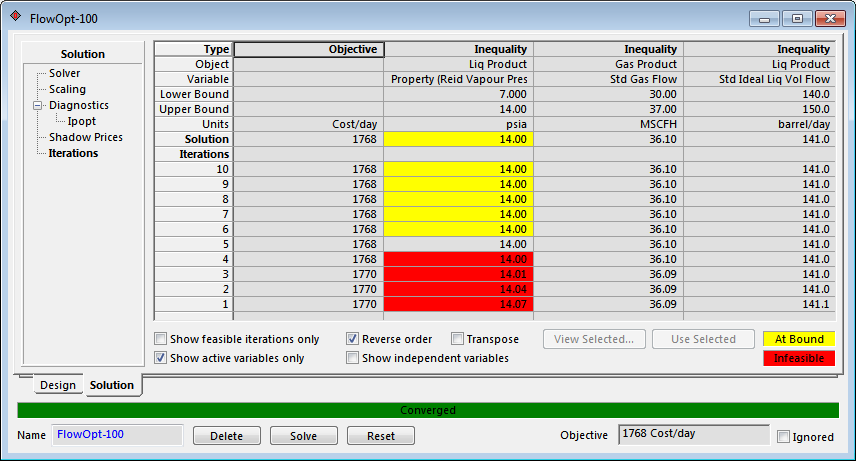 FlowOpt-100
Solution
Solver
Scaling
Diagnostics
Ipopt
Shadow Prices
Iterations
Type Objective Inequality Inequality Inequality
Object Liq Product Gas Product Liq Product
Variable Property (Reid Vapour Pres Std Gas Flow Std Ideal Liq Vol Flow
Lower Bound 7.000 30.00 140.0
Upper Bound 14.00 37.00 150.0
Units Cost/day psia MSCFH barrel/day
Solution 1768 14.00 36.10 141.0
Iterations
10 1768 14.00 36.10 141.0
9 1768 14.00 36.10 141.0
8 1768 14.00 36.10 141.0
7 1768 14.00 36.10 141.0
6 1768 14.00 36.10 141.0
5 1768 14.00 36.10 141.0
4 1768 14.00 36.10 141.0
3 1770 14.01 36.09 141.0
2 1770 14.04 36.09 141.0
1 1770 14.07 36.09 141.1
Show feasible iterations only Reverse order Transpose View Selected... Use Selected At Bound
Show active variables only Show independent variables Infeasible
Design Solution
Converged
Name FlowOpt-100 Delete Solve Reset Objective 1768 Cost/day Ignored